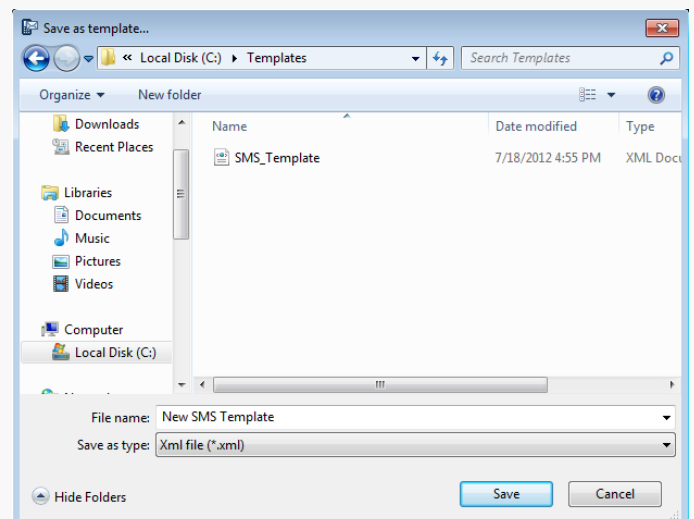 Save as template...
« Local Disk (C:) Templates
Search Templates
Organize
New folder
Downloads
Recent Places
Libraries
Documents
Music
Pictures
Videos
Computer
Local Disk (C:)
Name
Date modified
Type
SMS_Template
7/18/2012 4:55 PM
XML Docu
File name: New SMS Template
Save as type: Xml file (*.xml)
Hide Folders
Save
Cancel